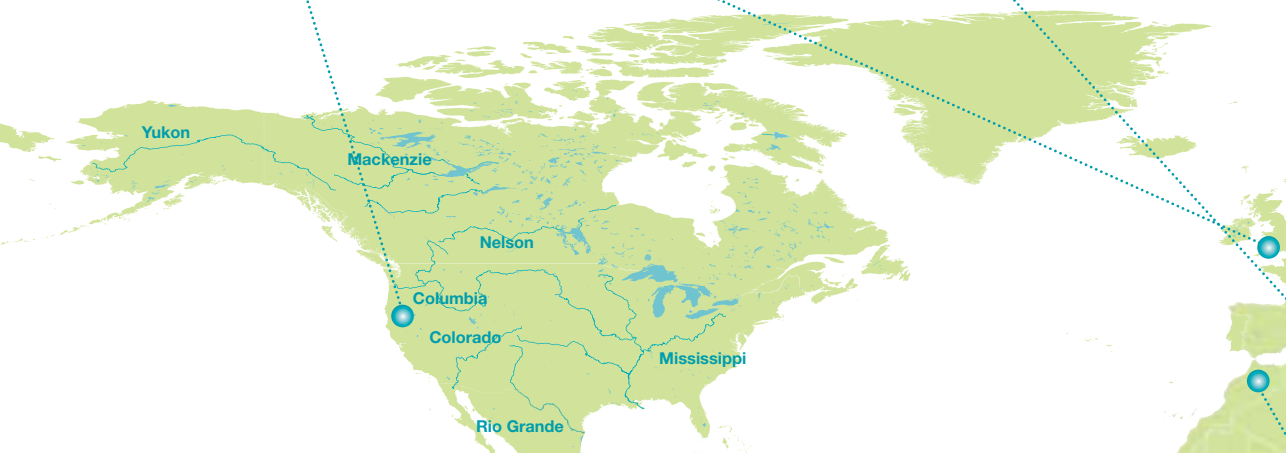 Yukon
Mackenzie
Nelson
Columbia
Colorado
Mississippi
Rio Grande